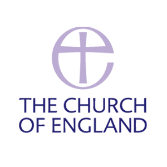 THE CHURCH
OF ENGLAND